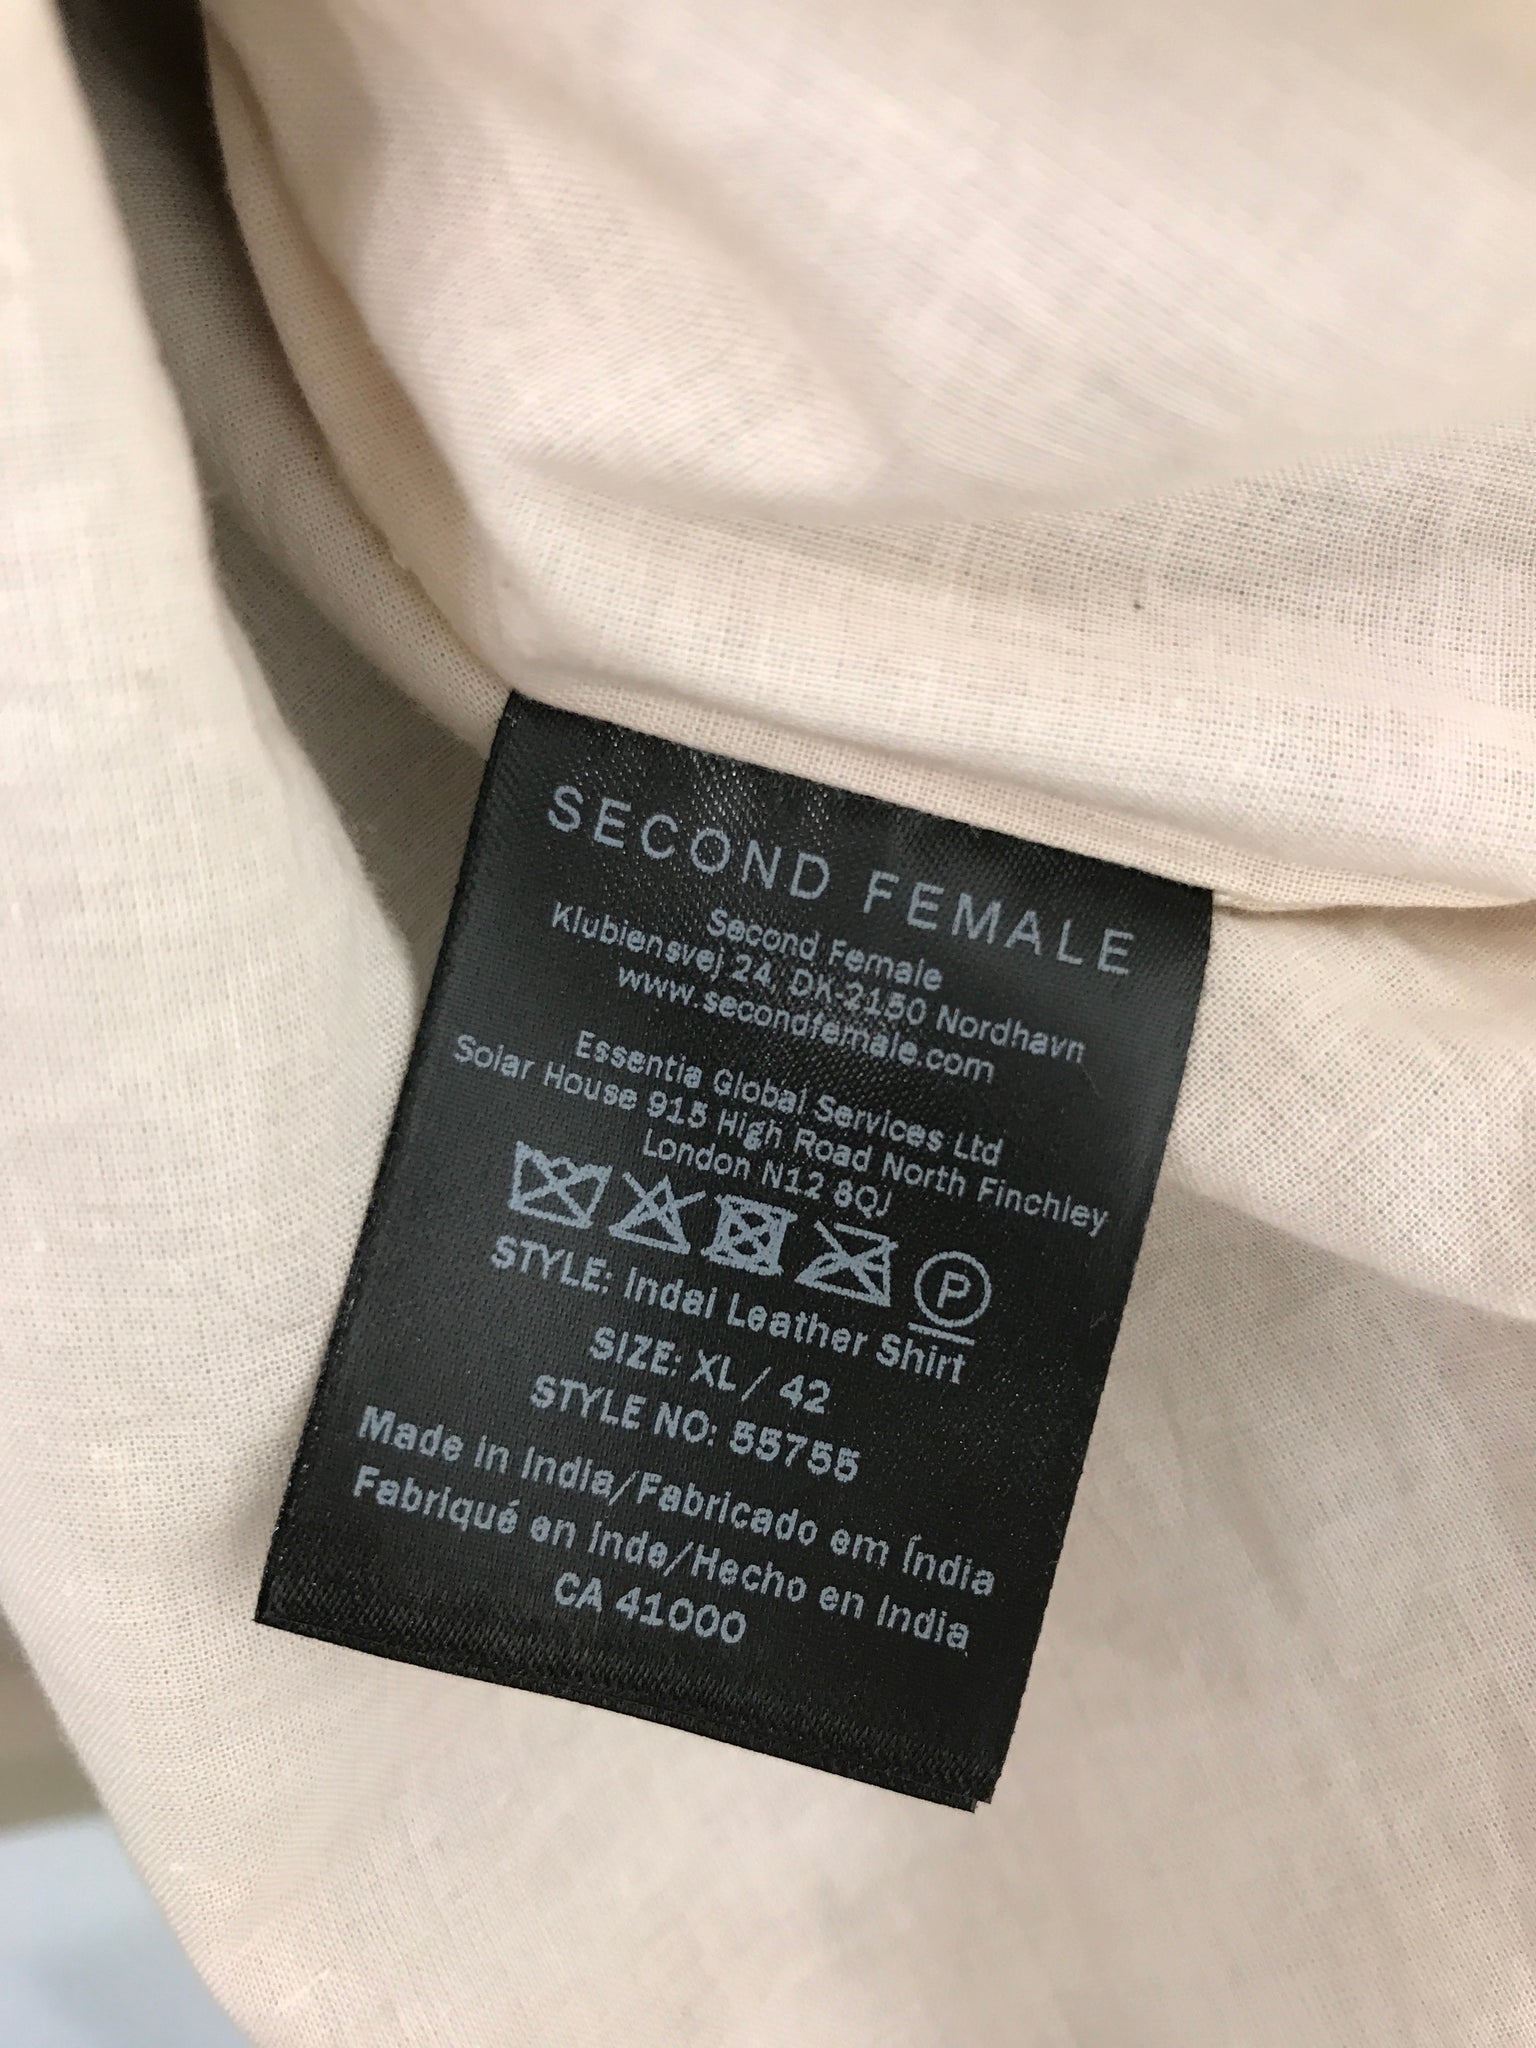 SECOND FEMALE
Second Female
Klubiensvej 24, DK-2150 Nordhavn
www.secondfemale.com
Essentia Global Services Ltd
Solar House 915 High Road North Finchley
London N12 8QJ
P
STYLE: Indal Leather Shirt
SIZE: XL / 42
STYLE NO: 55755
Made in India/Fabricado em Índia
Fabriqué en Inde/Hecho en India
CA 41000